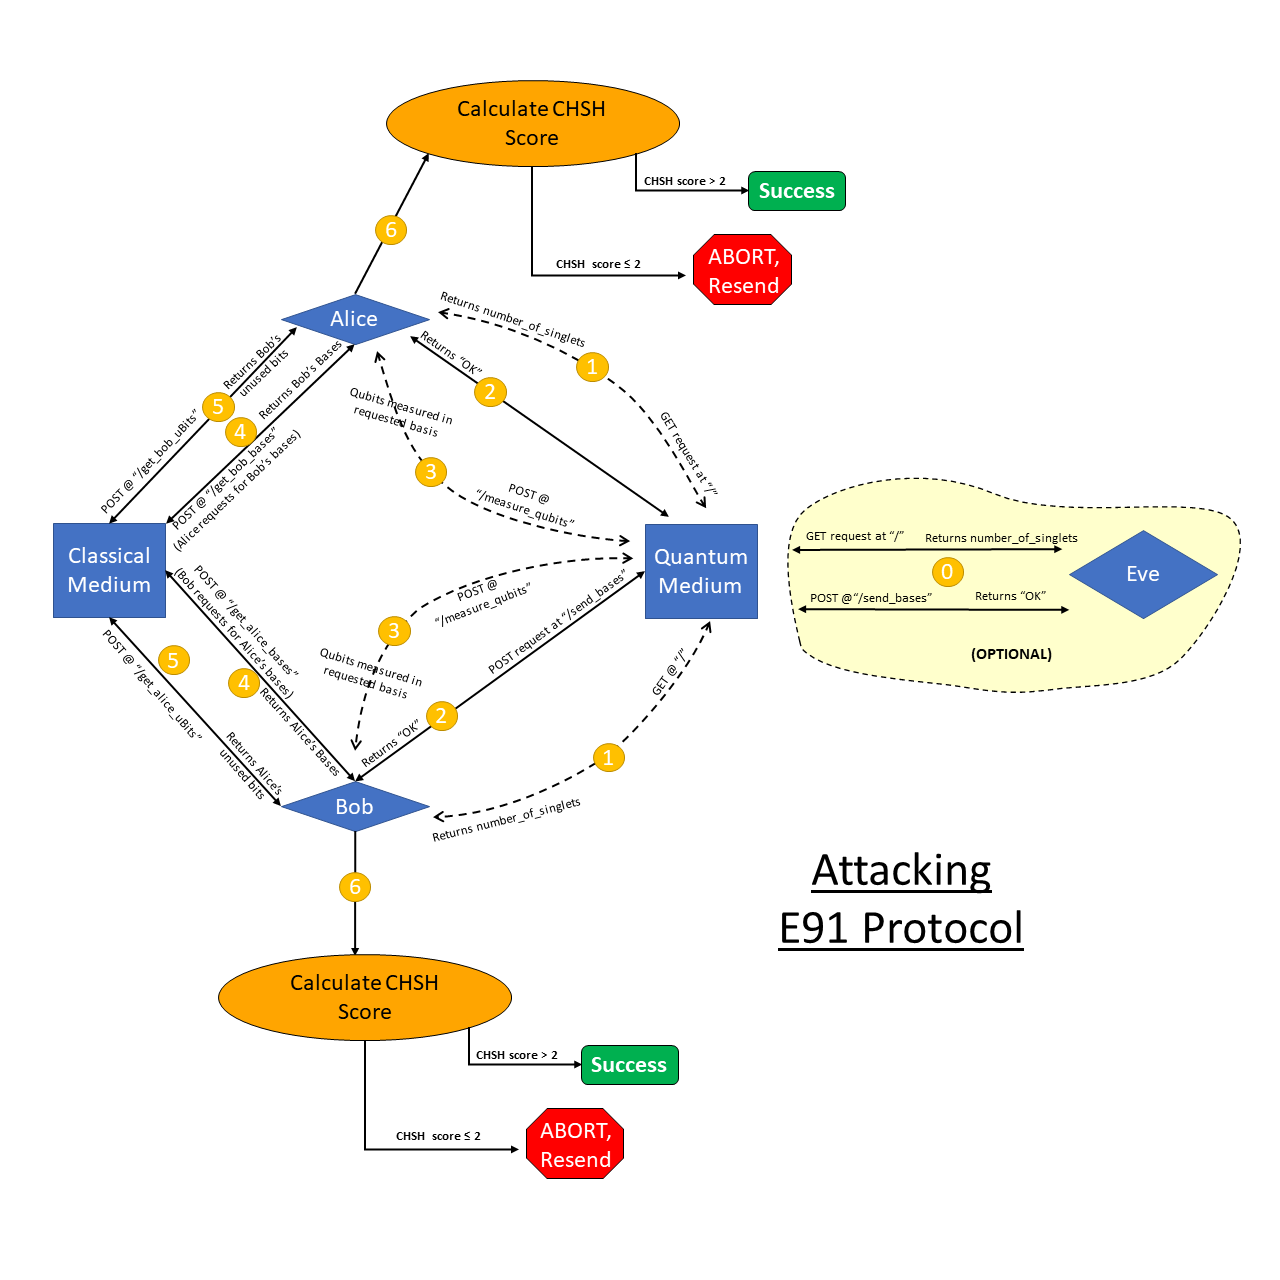 Calculate CHSH
Score
CHSH score > 2
Success
CHSH score ≤ 2
ABORT,
Resend
6
Alice
Returns number_of_singlets
1
GET request at “/”
Returns “OK”
2
Qubits measured in
requested basis
3
POST @
“/measure_qubits”
Returns Bob’s
unused bits
5
POST @ “/get_bob_uBits”
Returns Bob’s Bases
4
POST @ “/get_bob_bases”
(Alice requests for Bob’s bases)
Classical
Medium
Quantum
Medium
GET request at “/”
Returns number_of_singlets
0
POST @“/send_bases”
Returns “OK”
Eve
(OPTIONAL)
POST @ “/get_alice_bases”
(Bob requests for Alice’s bases)
4
Returns Alice’s Bases
5
POST @ “/get_alice_uBits”
Returns Alice’s
unused bits
POST @
“/measure_qubits”
3
Qubits measured in
requested basis
POST request at “/send_bases”
2
Returns “OK”
GET @ “/”
1
Returns number_of_singlets
Bob
6
Attacking
E91 Protocol
Calculate CHSH
Score
CHSH score > 2
Success
CHSH score ≤ 2
ABORT,
Resend